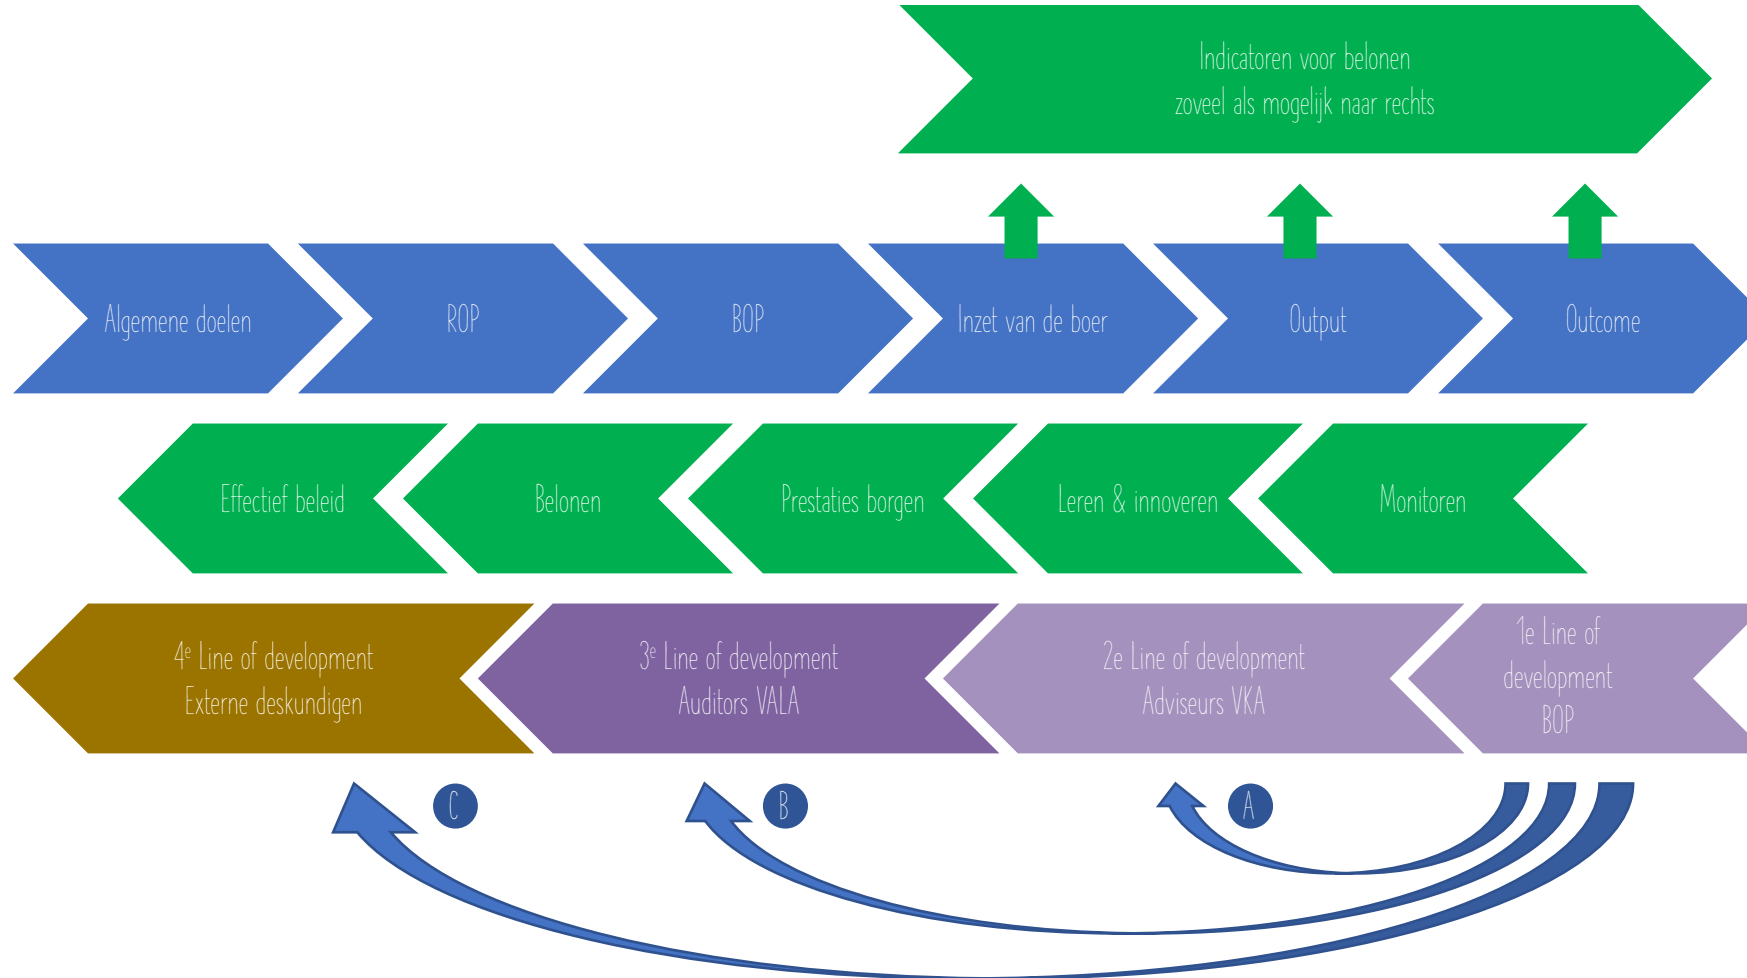 Indicatoren voor belonen
zoveel als mogelijk naar rechts
Algemene doelen
ROP
BOP
Inzet van de boer
Output
Outcome
Effectief beleid
Belonen
Prestaties borgen
Leren & innoveren
Monitoren
4e Line of development
Externe deskundigen
3e Line of development
Auditors VALA
2e Line of development
Adviseurs VKA
1e Line of
development
BOP
C
B
A